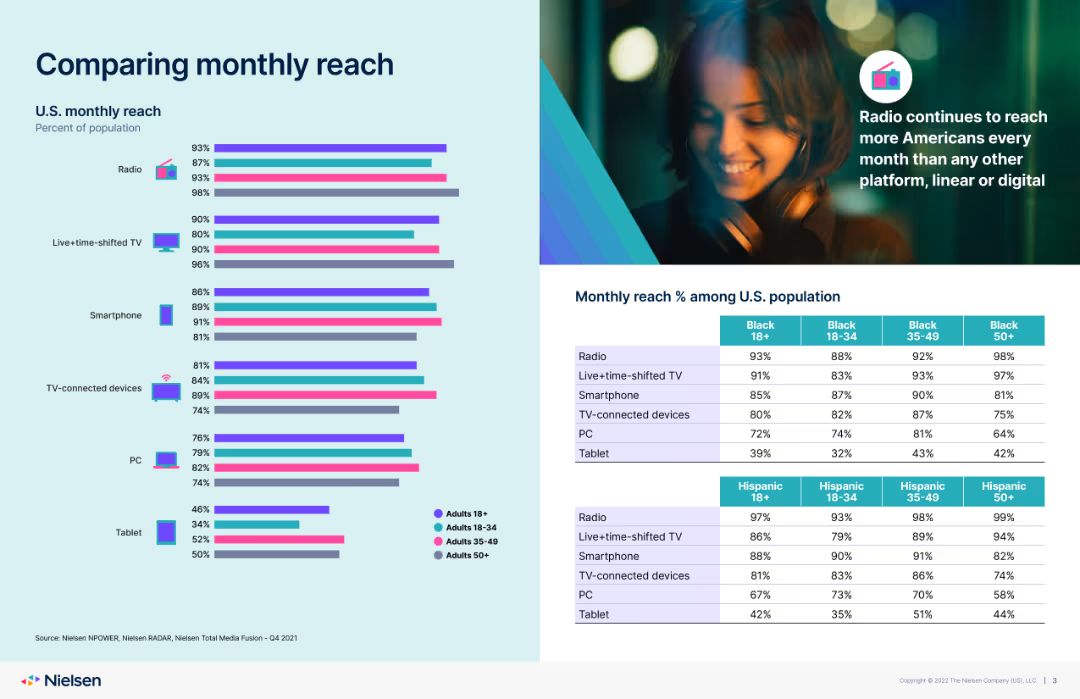 Comparing monthly reach
U.S. monthly reach
Percent of population
Radio
93%
87%
93%
98%
Live+time-shifted TV
90%
80%
90%
96%
Smartphone
86%
89%
91%
81%
TV-connected devices
81%
84%
89%
74%
PC
76%
79%
82%
74%
Tablet
46%
34%
52%
50%
Adults 18+
Adults 18-34
Adults 35-49
Adults 50+
Source: Nielsen NPOWER, Nielsen RADAR, Nielsen Total Media Fusion - Q4 2021
Radio continues to reach
more Americans every
month than any other
platform, linear or digital
Monthly reach % among U.S. population
Black Black Black Black
18+ 18-34 35-49 50+
Radio 93% 88% 92% 98%
Live+time-shifted TV 91% 83% 93% 97%
Smartphone 85% 87% 90% 81%
TV-connected devices 80% 82% 87% 75%
PC 72% 74% 81% 64%
Tablet 39% 32% 43% 42%
Hispanic Hispanic Hispanic Hispanic
18+ 18-34 35-49 50+
Radio 97% 93% 98% 99%
Live+time-shifted TV 86% 79% 89% 94%
Smartphone 88% 90% 91% 82%
TV-connected devices 81% 83% 86% 74%
PC 67% 73% 70% 58%
Tablet 42% 35% 51% 44%
Nielsen
Copyright © 2022 The Nielsen Company (US), LLC. | 3